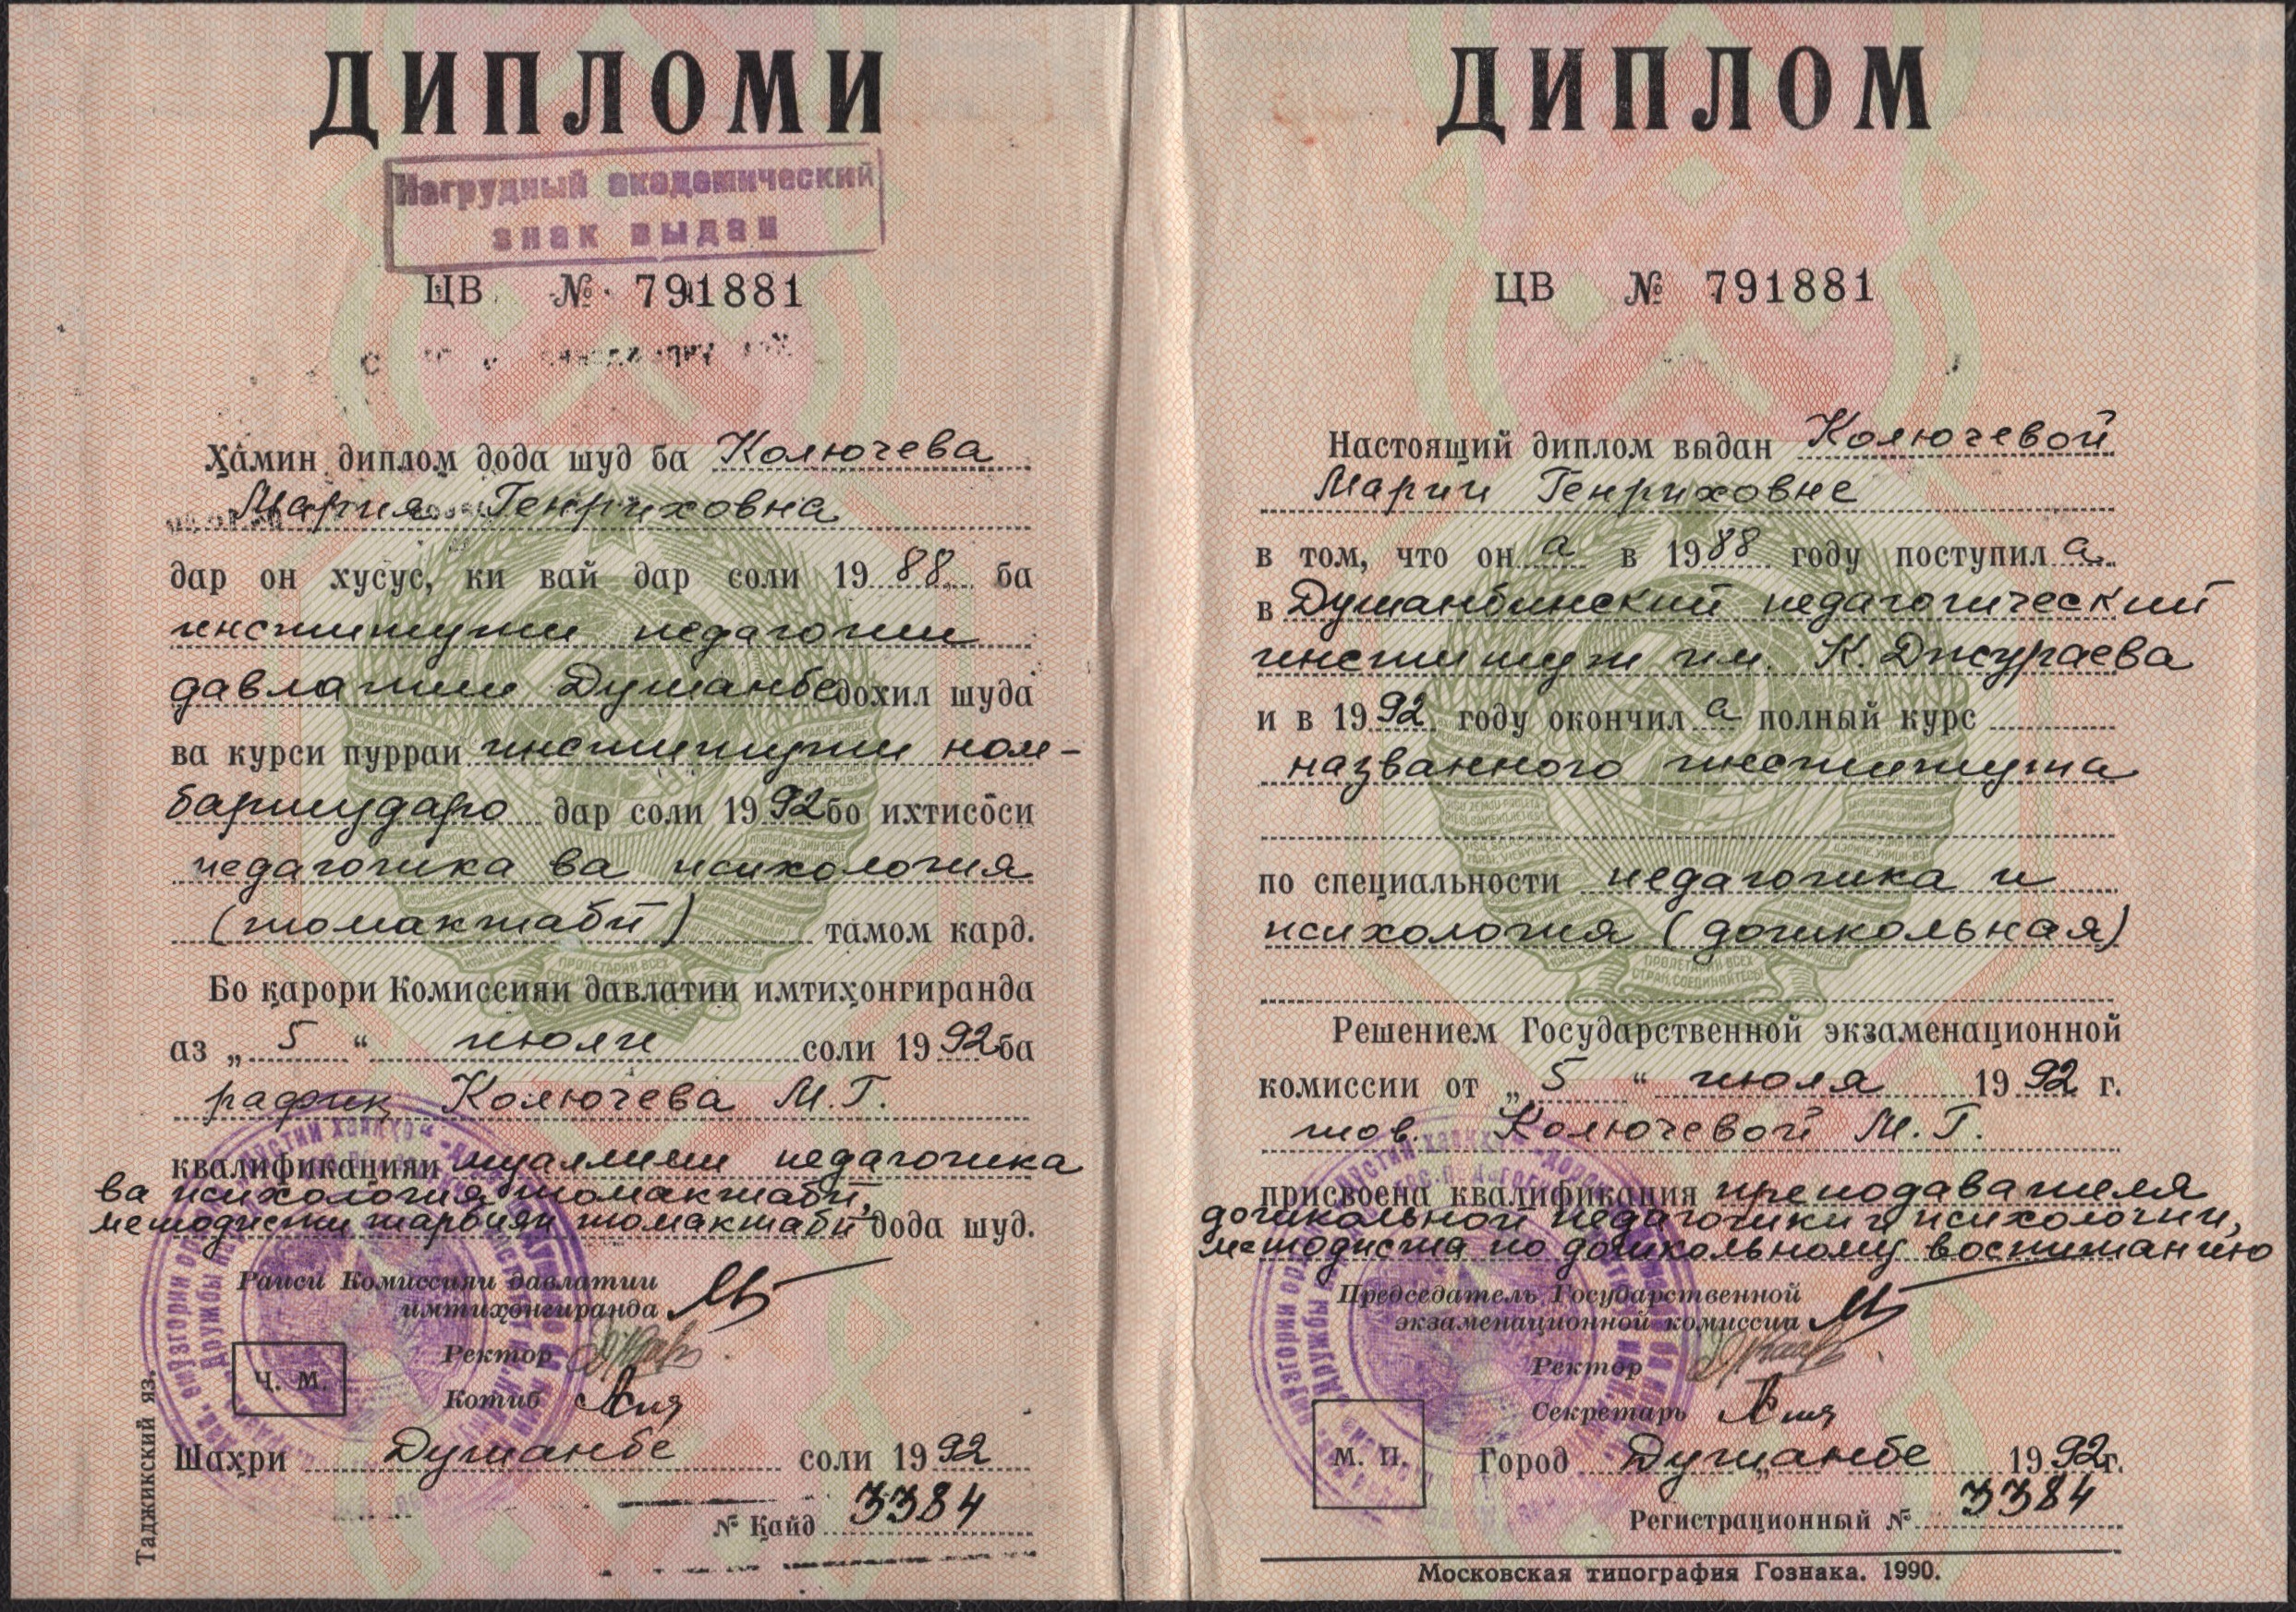 ДИПЛОМИ
Нагрудный академический
знак выдан
ЦВ № 791881
Ҳамин диплом дода шуд ба Колючева
Мария Генриховна
дар он хусус, ки вай дар соли 1988 ба
институти педагогии
давлатии Душанбе дохил шуда
ва курси пурраи институти ном-
баршударо дар соли 1992 бо ихтисоси
педагогика ва психология
(томактабӣ) тамом кард.
Бо қарори Комиссияи давлатии имтиҳонгиранда
аз „5“ июли соли 1992 ба
рафиқ Колючева М.Г.
квалификацияи муаллими педагогика
ва психология томактабӣ,
методисти тарбияи томактабӣ дода шуд.
Раиси Комиссияи давлатии
имтиҳонгиранда
Ректор
Котиб
Ч. М.
Шаҳри Душанбе соли 1992
№ Қайд 3384
Таджикский яз.
ДИПЛОМ
ЦВ № 791881
Настоящий диплом выдан Колючевой
Марии Генриховне
в том, что она в 1988 году поступила
в Душанбинский педагогический
институт им. К. Джураева
и в 1992 году окончила полный курс
названного института
по специальности педагогика и
психология (дошкольная)
Решением Государственной экзаменационной
комиссии от „5“ июля 1992 г.
тов. Колючевой М.Г.
присвоена квалификация преподавателя
дошкольной педагогики и психологии,
методиста по дошкольному воспитанию
Председатель Государственной
экзаменационной комиссии
Ректор
Секретарь
М. П.
Город Душанбе 1992 г.
Регистрационный № 3384
Московская типография Гознака. 1990.